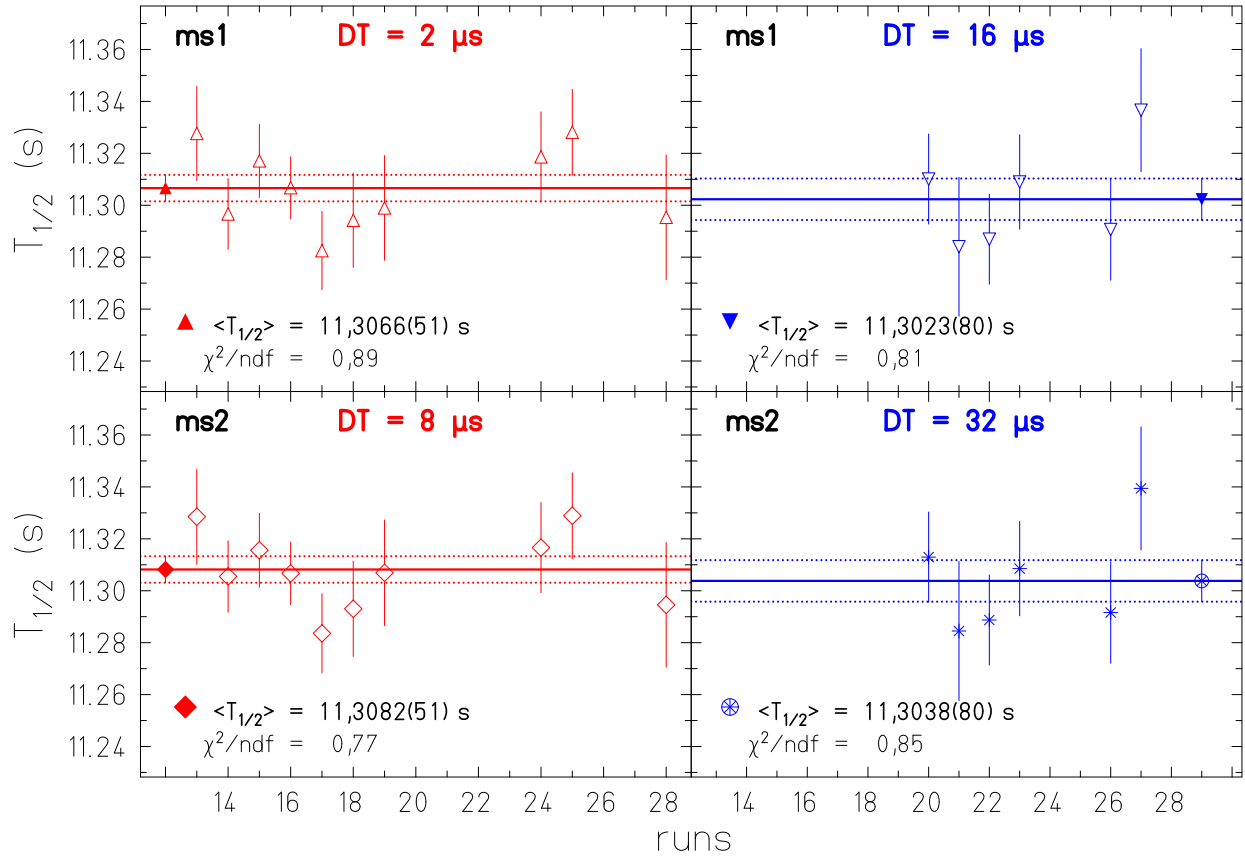 ms1 DT = 2 μs
11.36
11.34
11.32
11.30
11.28
11.26
11.24
T1/2 (s)
<T1/2> = 11,3066(51) s
χ²/ndf = 0,89
ms1 DT = 16 μs
<T1/2> = 11,3023(80) s
χ²/ndf = 0,81
ms2 DT = 8 μs
11.36
11.34
11.32
11.30
11.28
11.26
11.24
T1/2 (s)
<T1/2> = 11,3082(51) s
χ²/ndf = 0,77
ms2 DT = 32 μs
<T1/2> = 11,3038(80) s
χ²/ndf = 0,85
14 16 18 20 22 24 26 28 14 16 18 20 22 24 26 28
runs